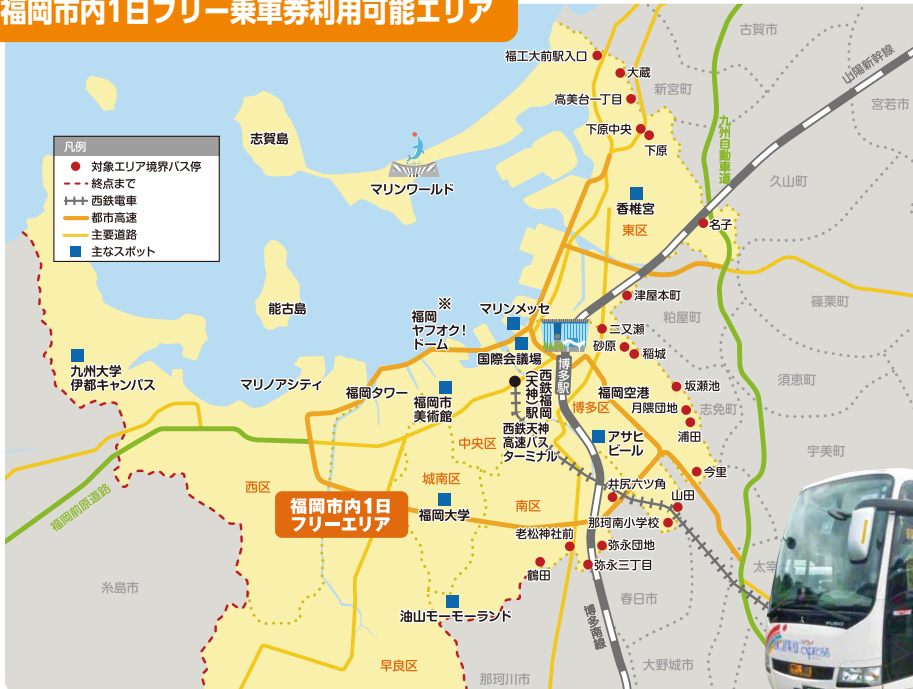 福岡市内1日フリー乗車券利用可能エリア
古賀市
福工大前駅入口
大蔵
山陽新幹線
新宮町
高美台一丁目
宮若市
志賀島
下原中央
下原
九州自動車道
凡例
対象エリア境界バス停
終点まで
西鉄電車
都市高速
主要道路
主なスポット
マリンワールド
久山町
香椎宮
東区
名子
能古島
津屋本町
篠栗町
※
福岡
ヤフオク!
ドーム
マリンメッセ
粕屋町
二又瀬
砂原
稲城
国際会議場
九州大学
伊都キャンパス
マリノアシティ
福岡タワー
福岡市
美術館
西鉄福岡
(天神)駅
博多駅
福岡空港
須恵町
坂瀬池
博多区
月隈団地
志免町
浦田
中央区
西鉄天神
高速バス
ターミナル
アサヒ
ビール
宇美町
城南区
今里
西区
福岡前原道路
福岡市内1日
フリーエリア
福岡大学
南区
井尻六ツ角
山田
那珂南小学校
老松神社前
弥永団地
弥永三丁目
鶴田
太宰
糸島市
春日市
油山モーモーランド
博多南線
早良区
那珂川市
大野城市
express
FUSO